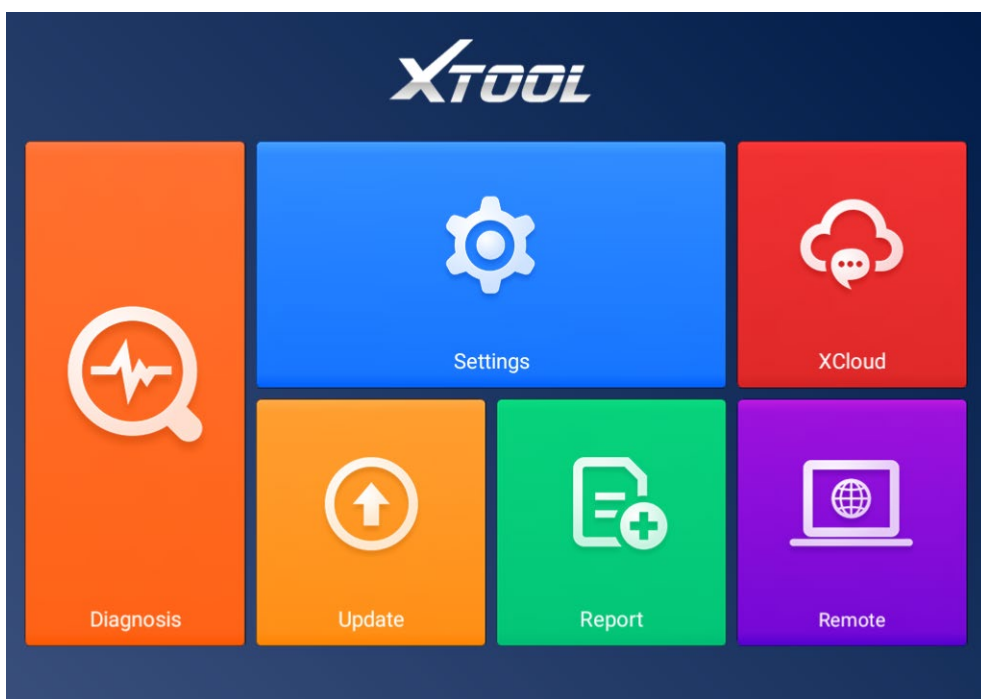 XTOOL
Settings
XCloud
Diagnosis
Update
Report
Remote